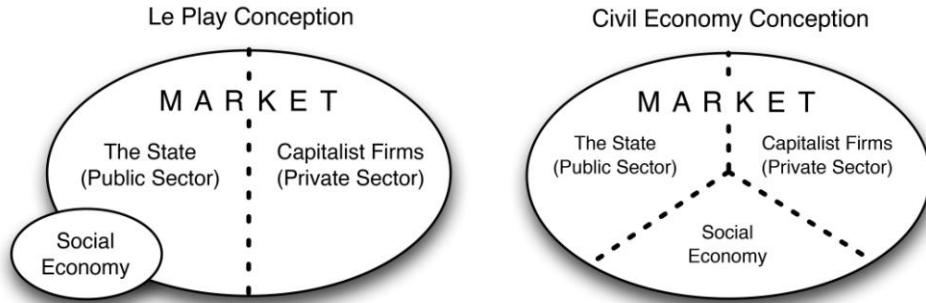 Le Play Conception
MARKET
The State
(Public Sector)
Capitalist Firms
(Private Sector)
Social
Economy
Civil Economy Conception
MARKET
The State
(Public Sector)
Capitalist Firms
(Private Sector)
Social
Economy